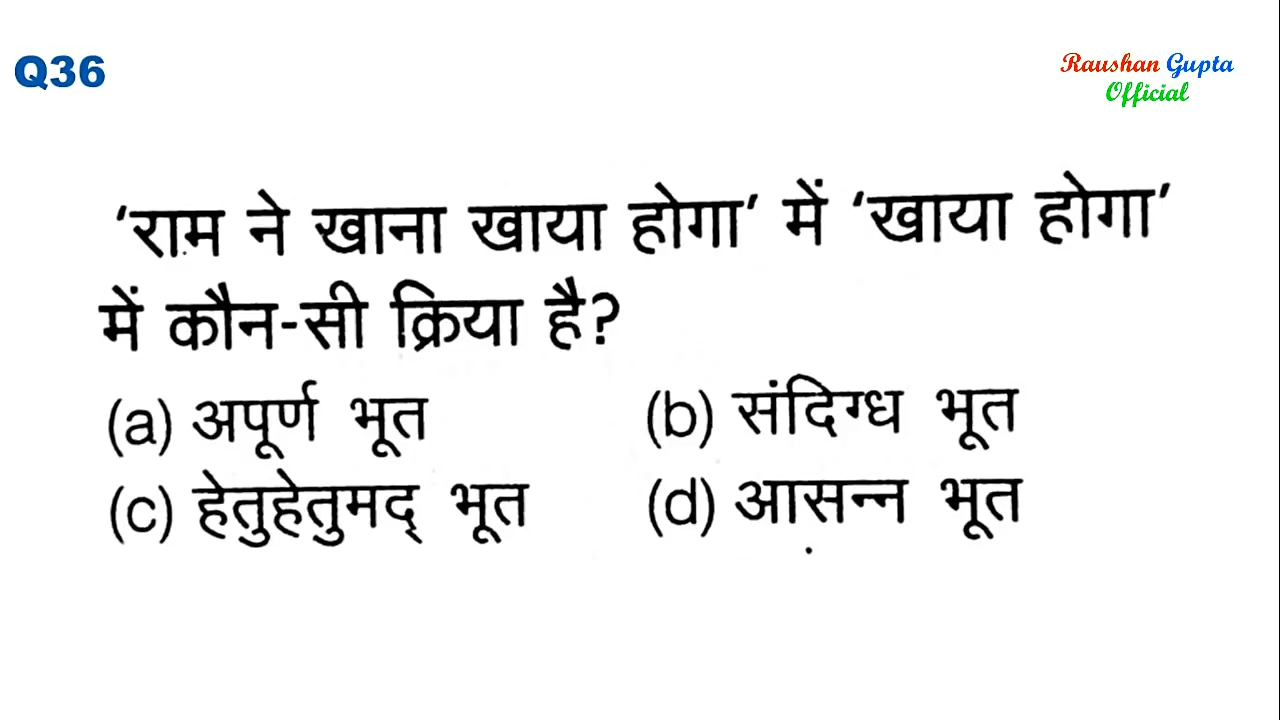 Q36
Raushan Gupta
Official
‘राम ने खाना खाया होगा’ में ‘खाया होगा’
में कौन-सी क्रिया है?
(a) अपूर्ण भूत (b) संदिग्ध भूत
(c) हेतुहेतुमद् भूत (d) आसन्न भूत